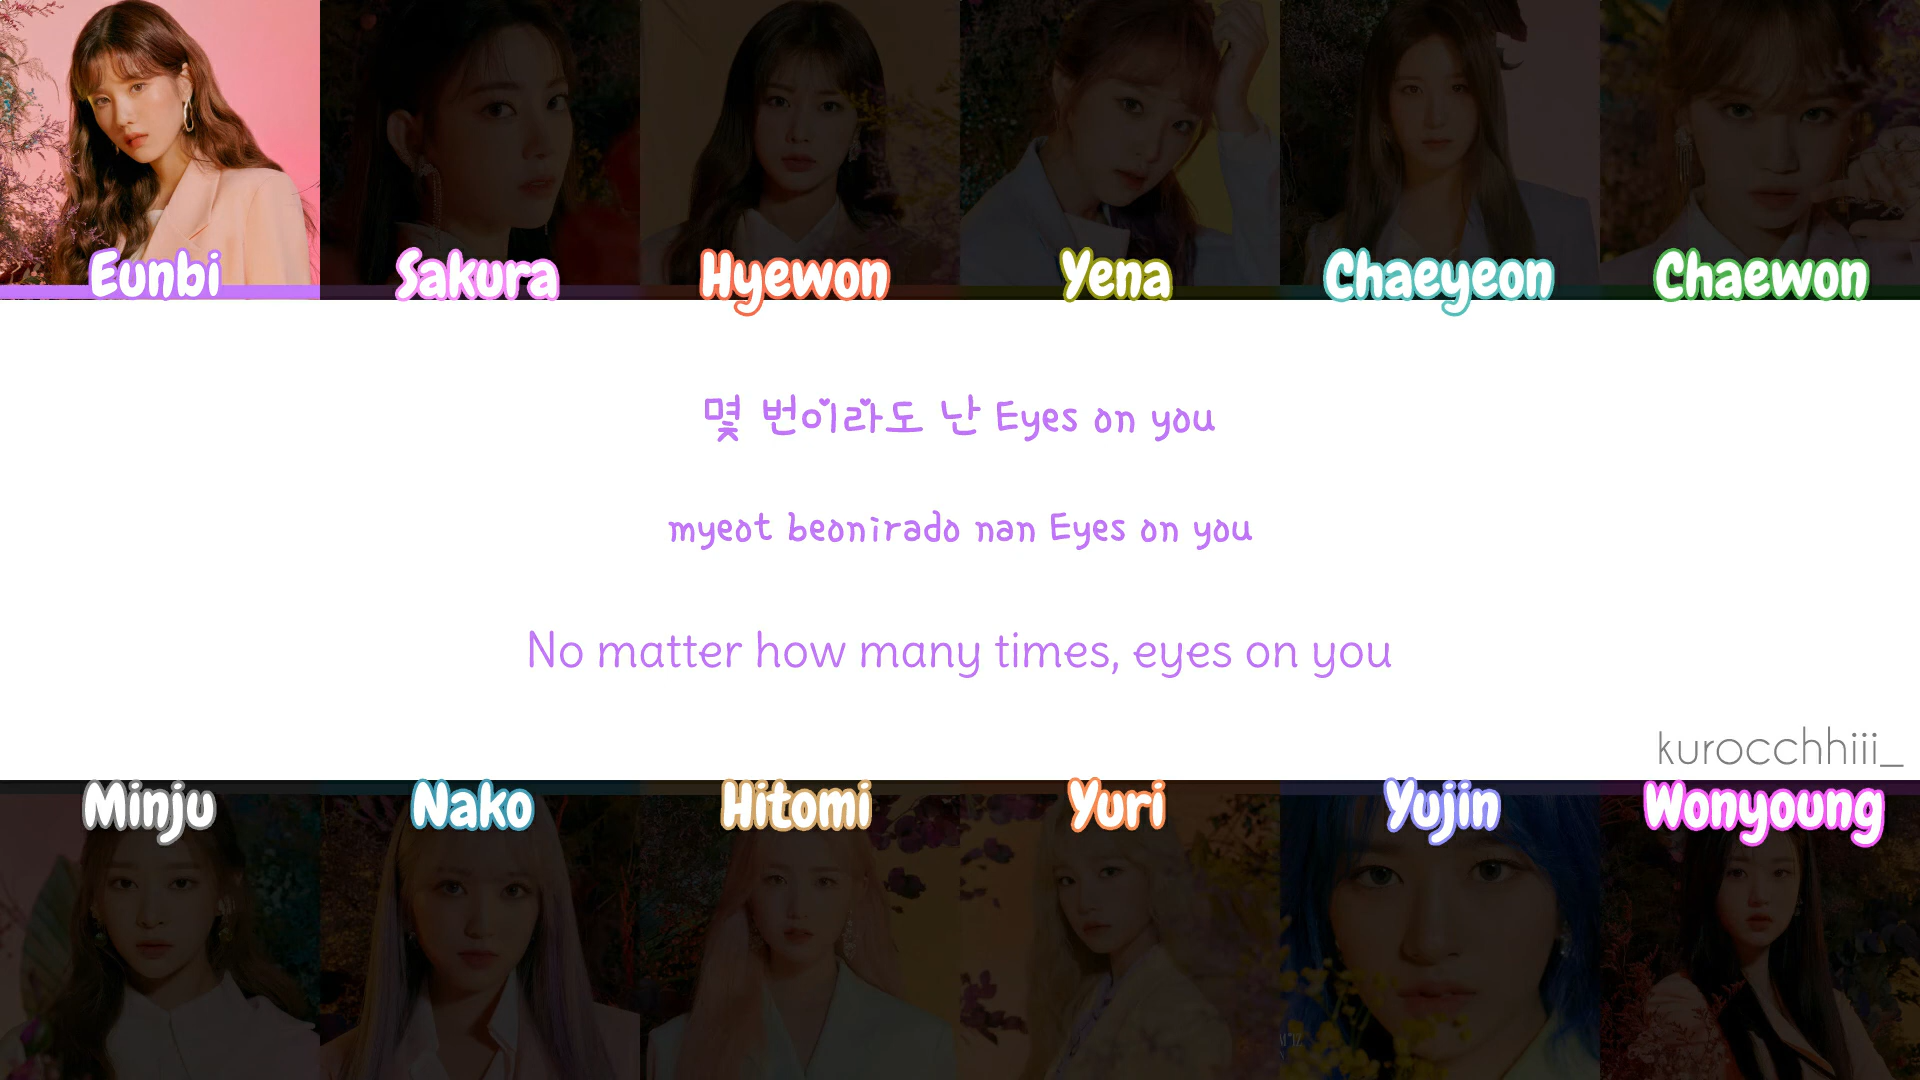 Eunbi Sakura Hyewon Yena Chaeyeon Chaewon
몇 번이라도 난 Eyes on you
myeot beonirado nan Eyes on you
No matter how many times, eyes on you
kurocchhiii_
Minju Nako Hitomi Yuri Yujin Wonyoung